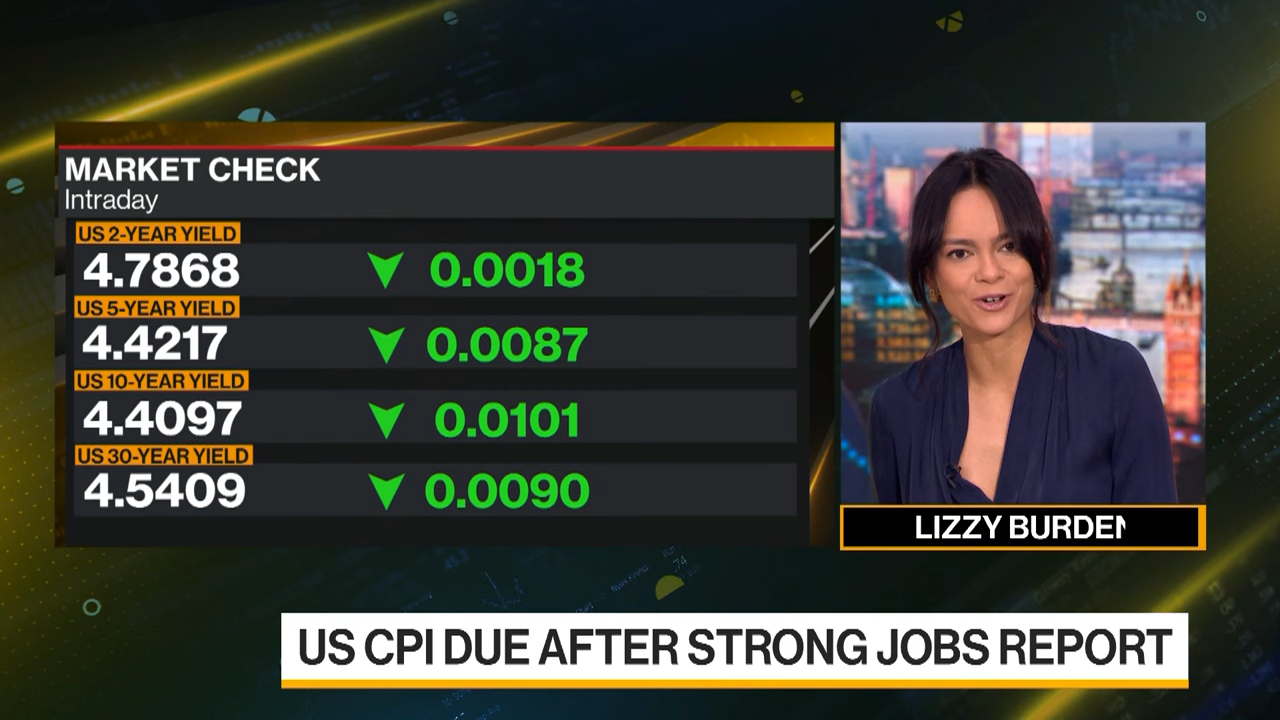 MARKET CHECK
Intraday
US 2-YEAR YIELD
4.7868 ▼ 0.0018
US 5-YEAR YIELD
4.4217 ▼ 0.0087
US 10-YEAR YIELD
4.4097 ▼ 0.0101
US 30-YEAR YIELD
4.5409 ▼ 0.0090
LIZZY BURDEN
US CPI DUE AFTER STRONG JOBS REPORT